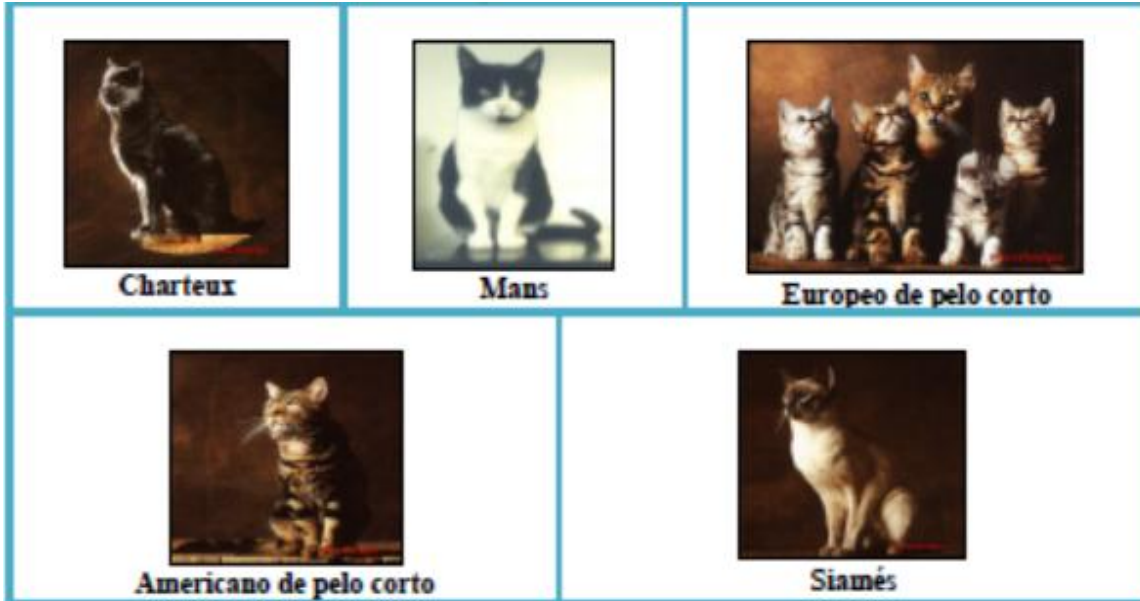 Charteux
Mans
Europeo de pelo corto
Americano de pelo corto
Siamés